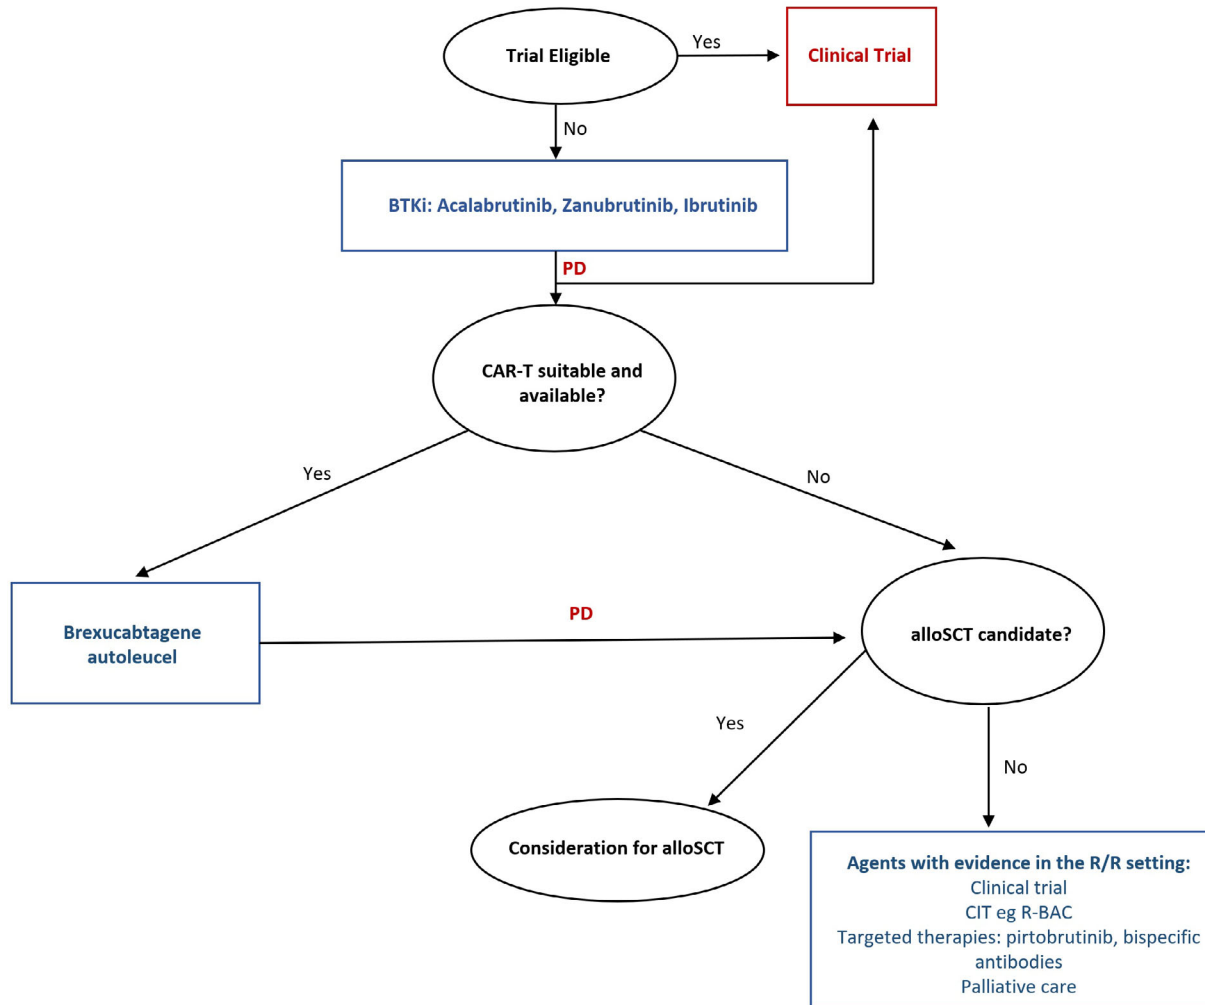 Trial Eligible
Yes
Clinical Trial
No
BTKi: Acalabrutinib, Zanubrutinib, Ibrutinib
PD
CAR-T suitable and
available?
Yes
No
Brexucabtagene
autoleucel
PD
alloSCT candidate?
Yes
No
Consideration for alloSCT
Agents with evidence in the R/R setting:
Clinical trial
CIT eg R-BAC
Targeted therapies: pirtobrutinib, bispecific
antibodies
Palliative care